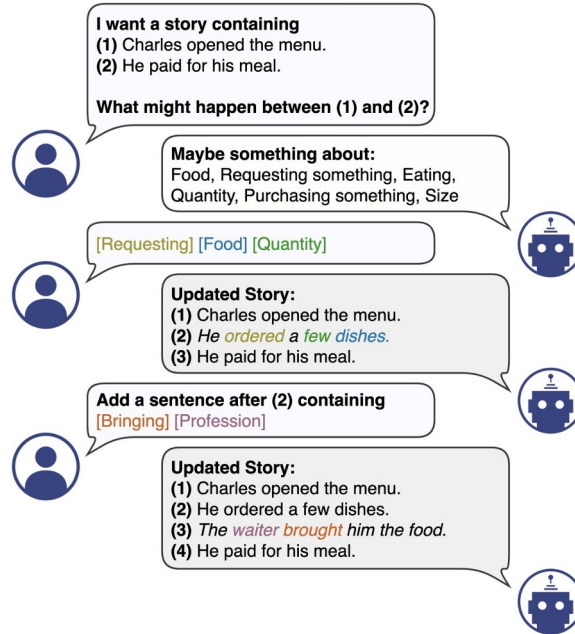 I want a story containing
(1) Charles opened the menu.
(2) He paid for his meal.
What might happen between (1) and (2)?
Maybe something about:
Food, Requesting something, Eating,
Quantity, Purchasing something, Size
[Requesting] [Food] [Quantity]
Updated Story:
(1) Charles opened the menu.
(2) He ordered a few dishes.
(3) He paid for his meal.
Add a sentence after (2) containing
[Bringing] [Profession]
Updated Story:
(1) Charles opened the menu.
(2) He ordered a few dishes.
(3) The waiter brought him the food.
(4) He paid for his meal.